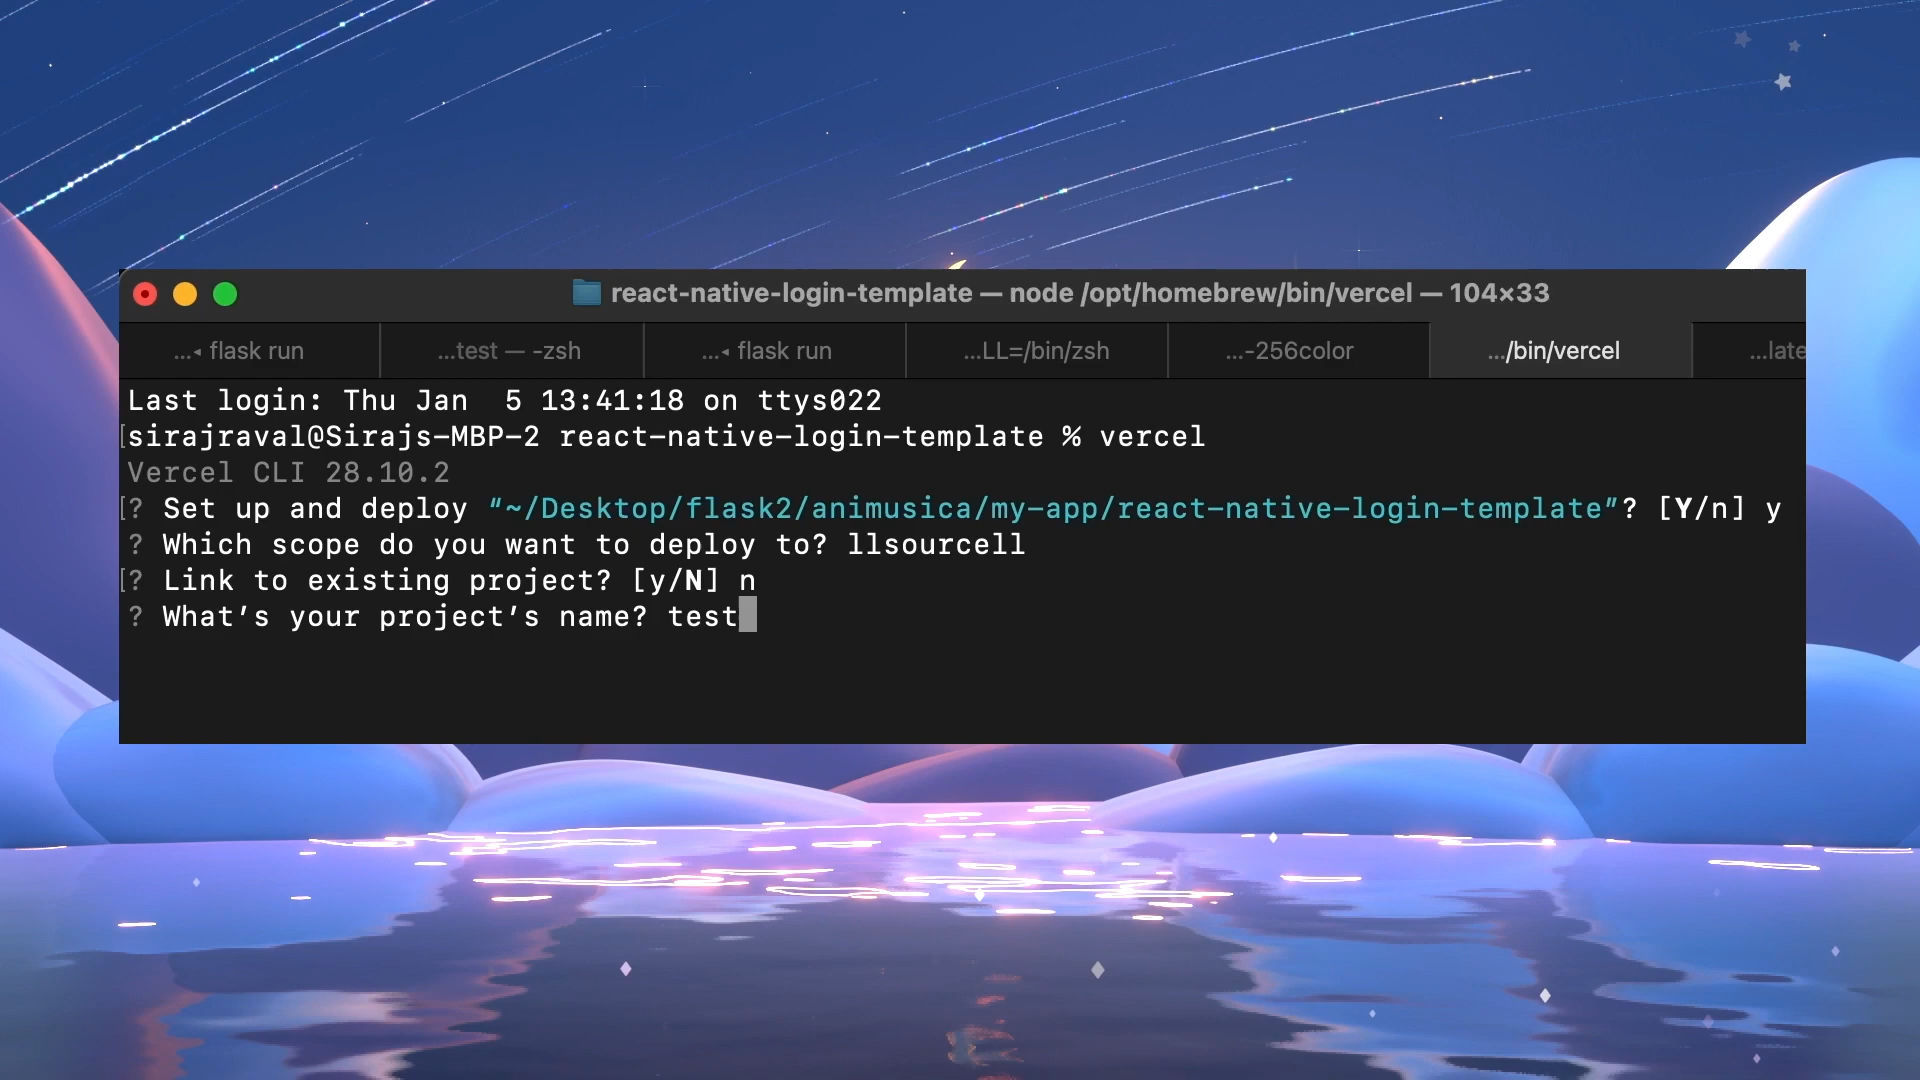 react-native-login-template — node /opt/homebrew/bin/vercel — 104×33
...◂ flask run ...test — -zsh ...◂ flask run ...LL=/bin/zsh ...-256color .../bin/vercel ...late
Last login: Thu Jan  5 13:41:18 on ttys022
[sirajraval@Sirajs-MBP-2 react-native-login-template % vercel
Vercel CLI 28.10.2
[? Set up and deploy “~/Desktop/flask2/animusica/my-app/react-native-login-template”? [Y/n] y
? Which scope do you want to deploy to? llsourcell
[? Link to existing project? [y/N] n
? What’s your project’s name? test